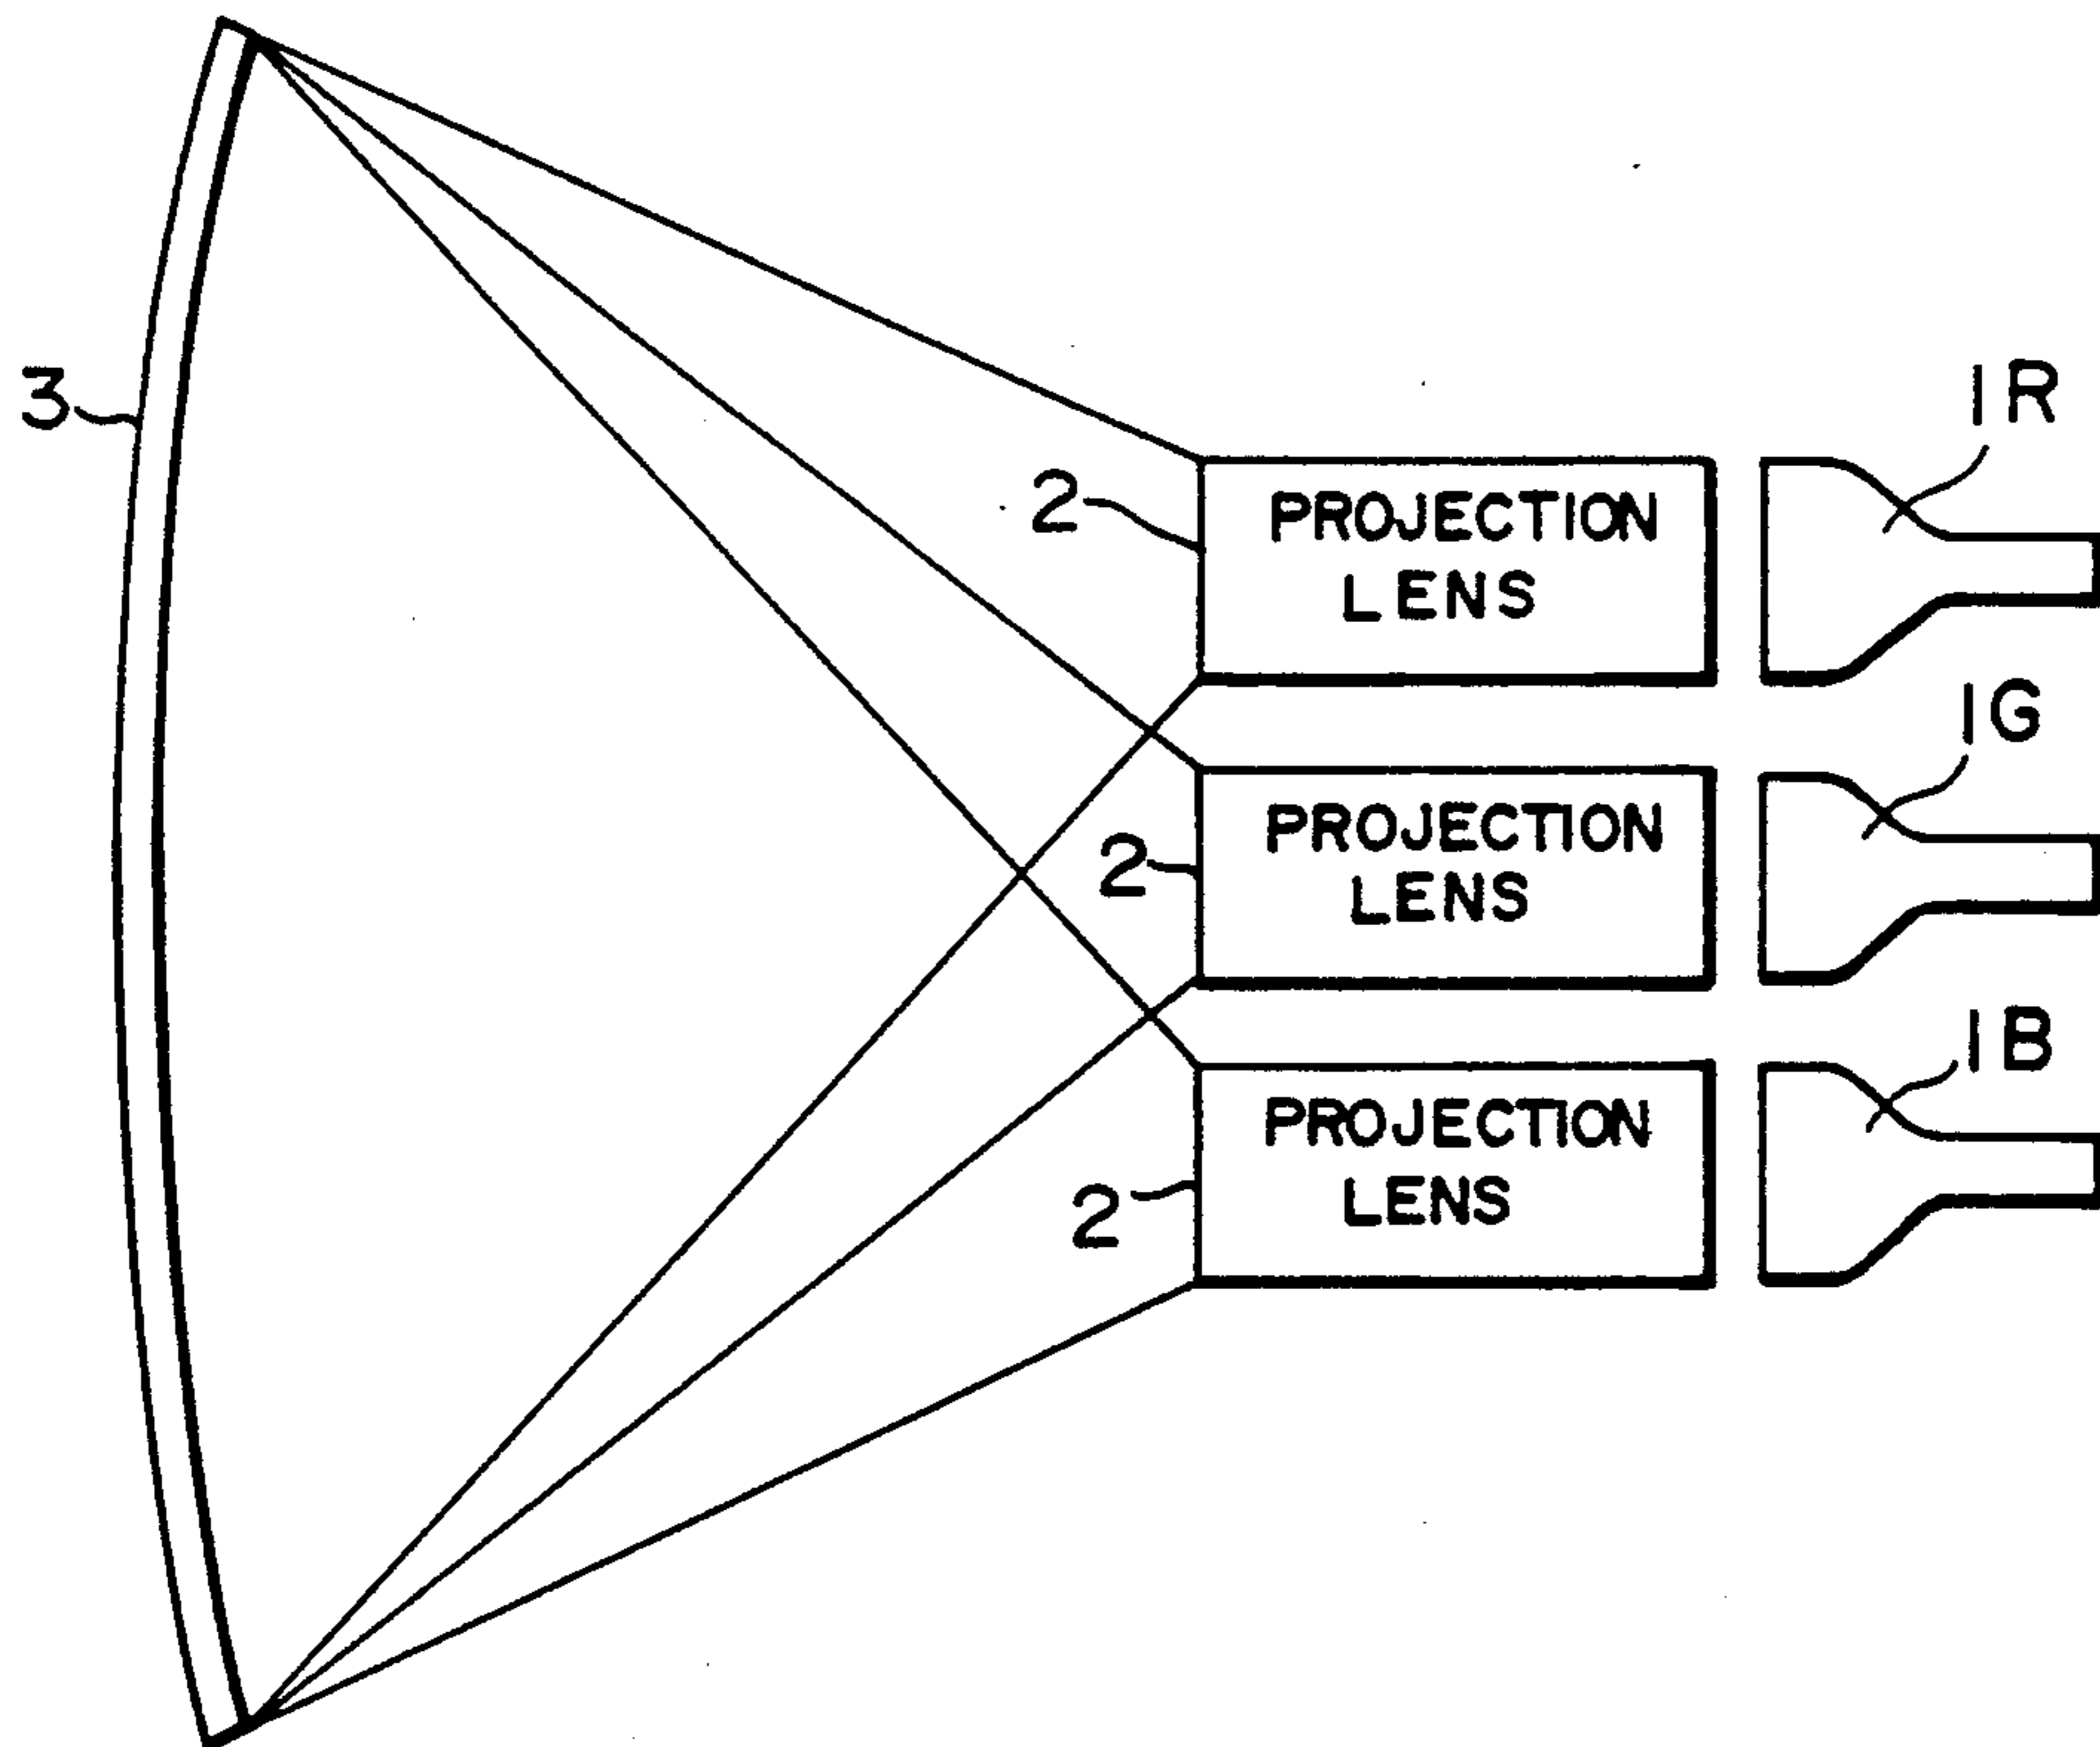 3
1R
2
PROJECTION
LENS
1G
2
PROJECTION
LENS
1B
2
PROJECTION
LENS